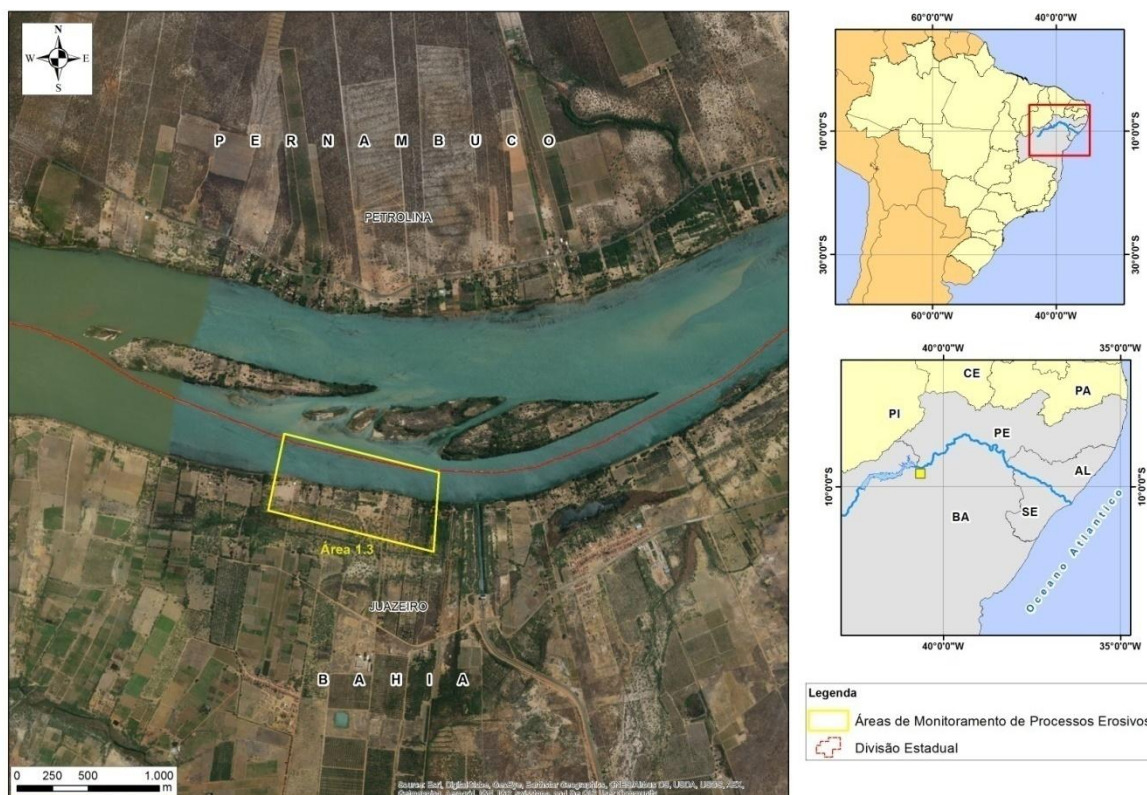 N
W E
S
P E R N A M B U C O
PETROLINA
Área 1.3
JUAZEIRO
B A H I A
0 250 500 1.000
m
60°0'0"W 40°0'0"W
10°0'0"S 10°0'0"S
30°0'0"S 30°0'0"S
60°0'0"W 40°0'0"W
40°0'0"W 35°0'0"W
CE
PA
PI
PE
AL
10°0'0"S 10°0'0"S
SE
BA
Oceano Atlantico
40°0'0"W 35°0'0"W
Legenda
Áreas de Monitoramento de Processos Erosivos
Divisão Estadual